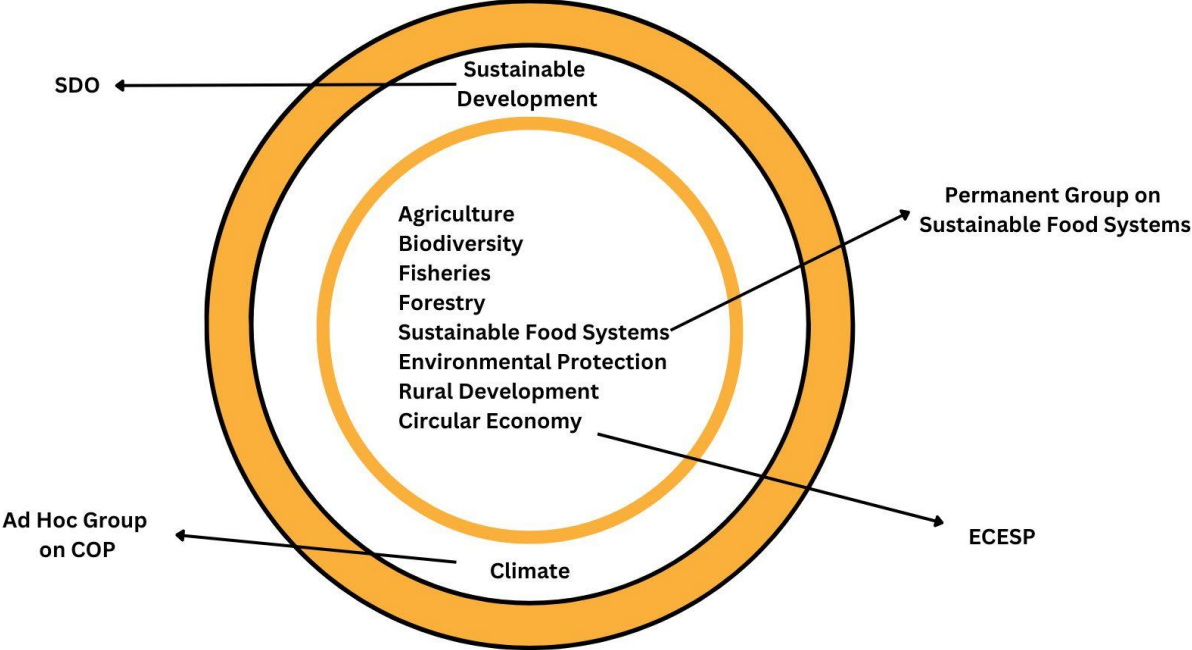 Sustainable
Development
SDO
Permanent Group on
Sustainable Food Systems
Agriculture
Biodiversity
Fisheries
Forestry
Sustainable Food Systems
Environmental Protection
Rural Development
Circular Economy
Ad Hoc Group
on COP
ECESP
Climate